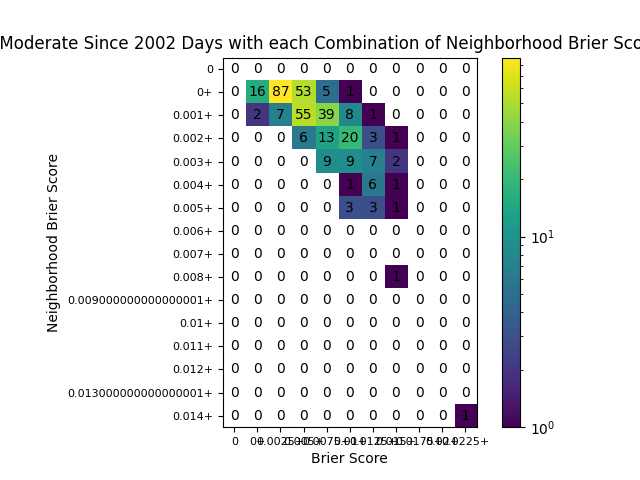 Moderate Since 2002 Days with each Combination of Neighborhood Brier Sco
0 0 0 0 0 0 0 0 0 0 0 0
0+ 0 16 87 53 5 1 0 0 0 0 0
0.001+ 0 2 7 55 39 8 1 0 0 0 0
0.002+ 0 0 0 6 13 20 3 1 0 0 0
0.003+ 0 0 0 0 9 9 7 2 0 0 0
0.004+ 0 0 0 0 0 1 6 1 0 0 0
0.005+ 0 0 0 0 0 3 3 1 0 0 0
0.006+ 0 0 0 0 0 0 0 0 0 0 0
0.007+ 0 0 0 0 0 0 0 0 0 0 0
0.008+ 0 0 0 0 0 0 0 1 0 0 0
0.009000000000000001+ 0 0 0 0 0 0 0 0 0 0 0
0.01+ 0 0 0 0 0 0 0 0 0 0 0
0.011+ 0 0 0 0 0 0 0 0 0 0 0
0.012+ 0 0 0 0 0 0 0 0 0 0 0
0.013000000000000001+ 0 0 0 0 0 0 0 0 0 0 0
0.014+ 0 0 0 0 0 0 0 0 0 0 1
0 0+ 0.0025+ 0.005+ 0.0075+ 0.01+ 0.0125+ 0.015+ 0.0175+ 0.02+ 0.0225+
Brier Score
Neighborhood Brier Score
10¹
10⁰